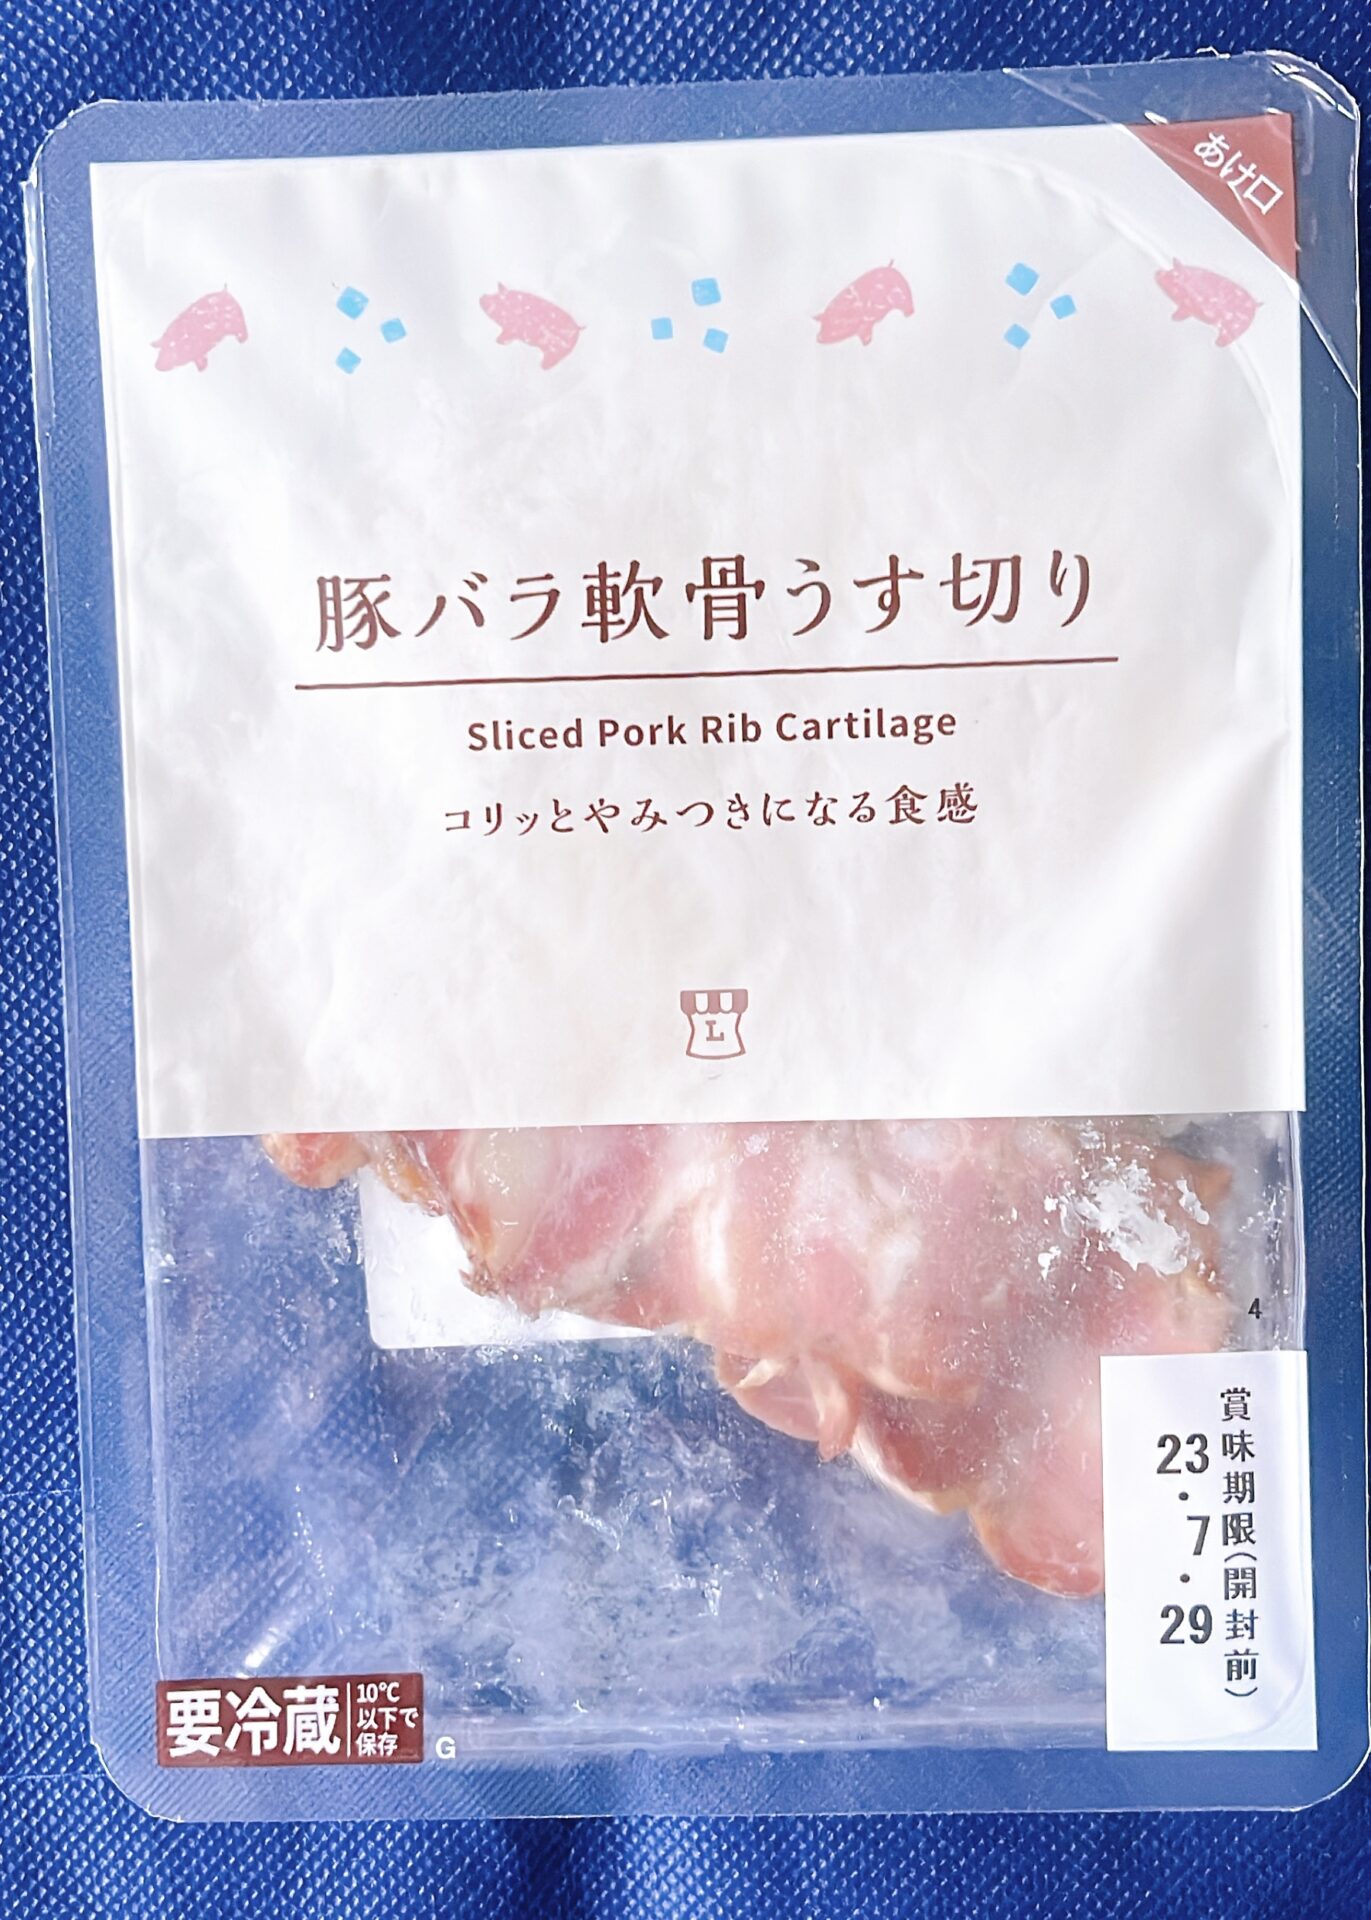 あけ口
豚バラ軟骨うす切り
Sliced Pork Rib Cartilage
コリッとやみつきになる食感
L
4
賞味期限(開封前)
23・7・29
要冷蔵
10℃
以下で
保存
G